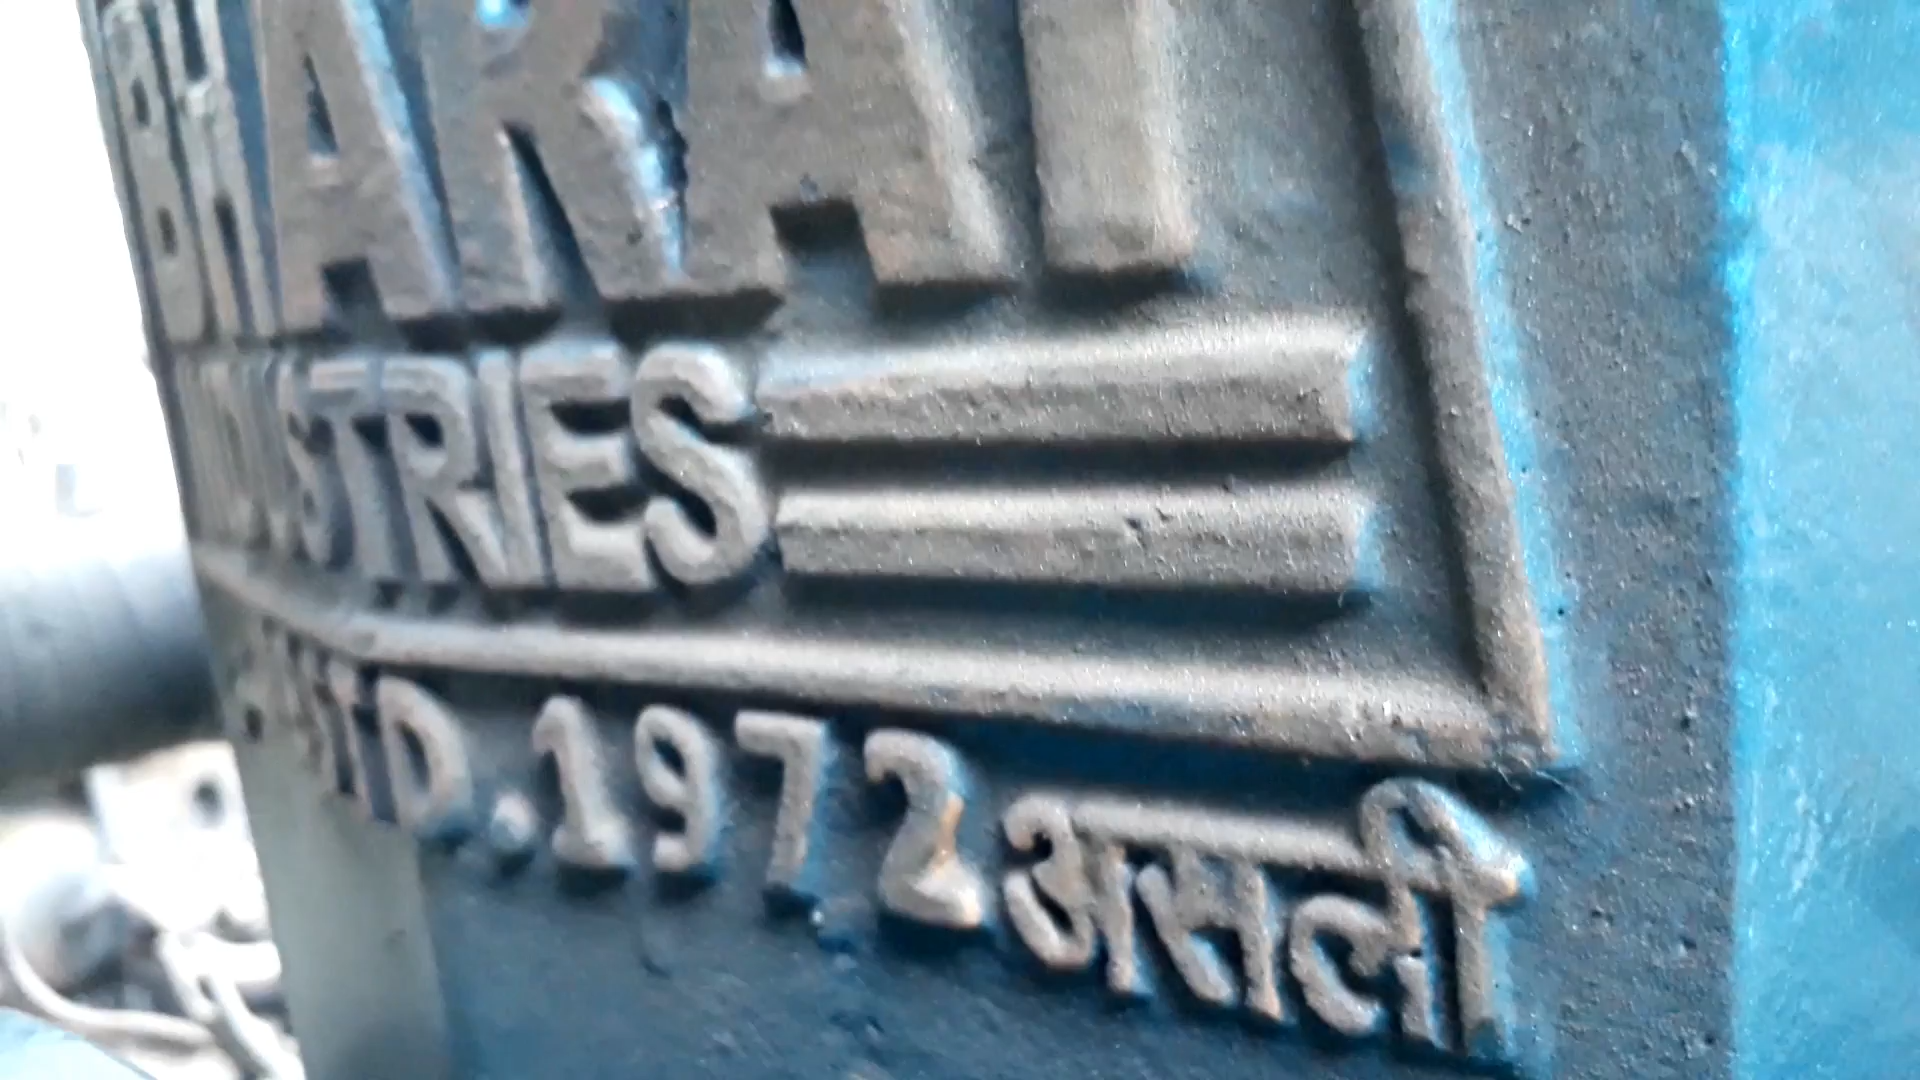 BHARAT
INDUSTRIES
ESTD. 1972 असली